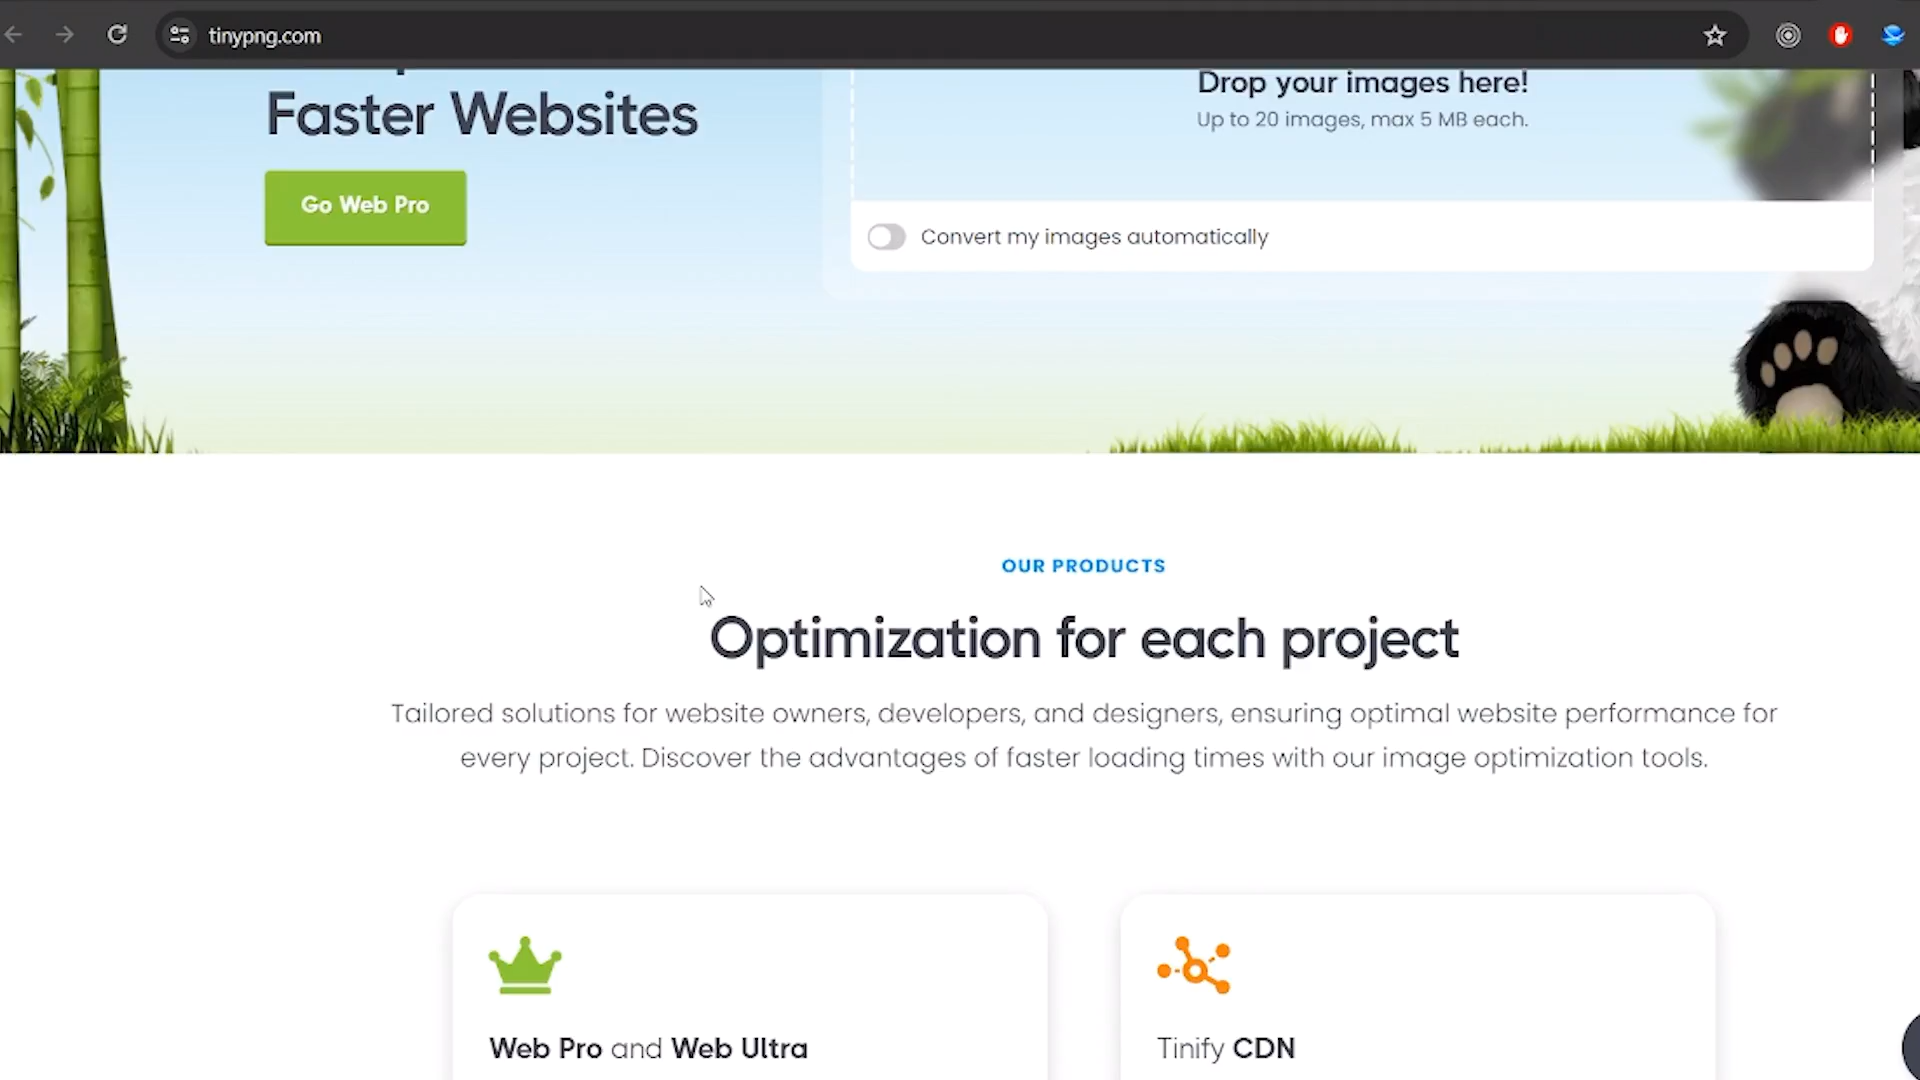 tinypng.com
Faster Websites
Go Web Pro
Drop your images here!
Up to 20 images, max 5 MB each.
Convert my images automatically
OUR PRODUCTS
Optimization for each project
Tailored solutions for website owners, developers, and designers, ensuring optimal website performance for
every project. Discover the advantages of faster loading times with our image optimization tools.
Web Pro and Web Ultra
Tinify CDN